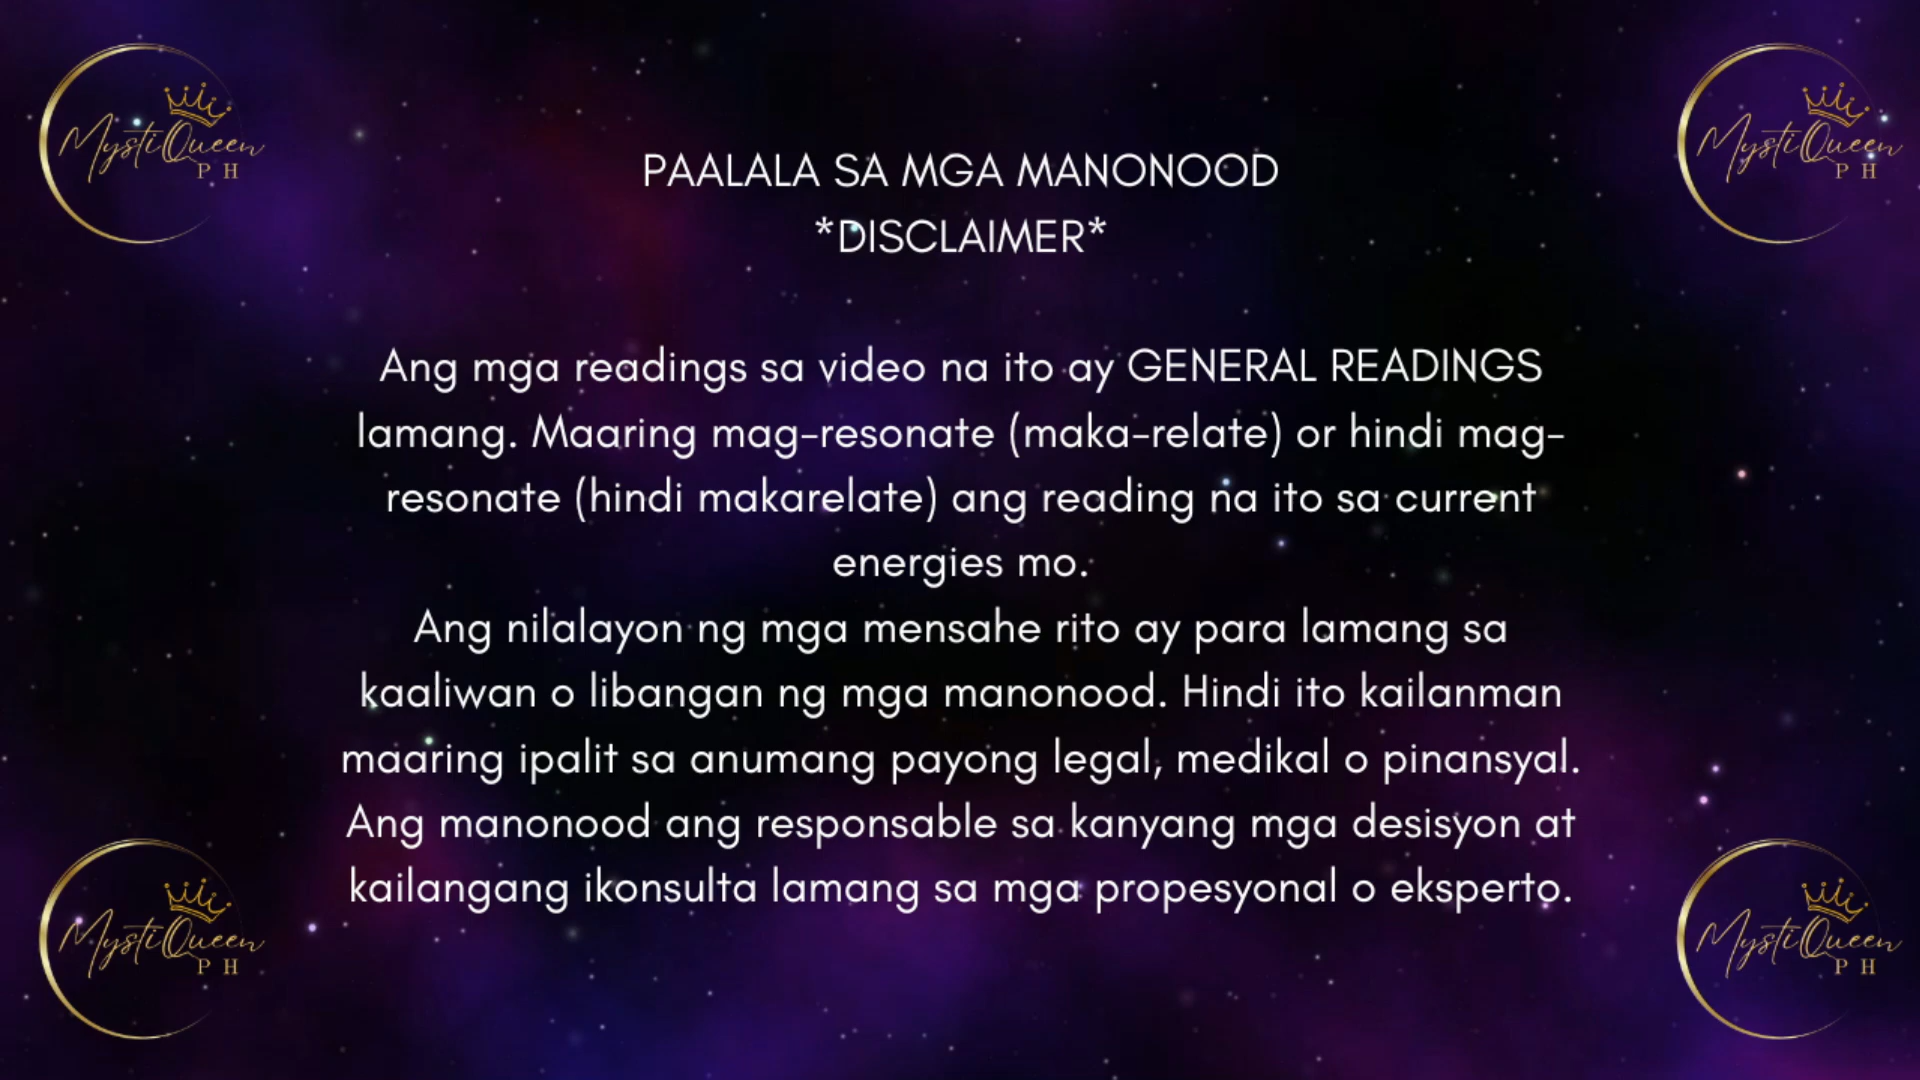 MystiQueen
PH
MystiQueen
PH
PAALALA SA MGA MANONOOD
*DISCLAIMER*
Ang mga readings sa video na ito ay GENERAL READINGS
lamang. Maaring mag-resonate (maka-relate) or hindi mag-
resonate (hindi makarelate) ang reading na ito sa current
energies mo.
Ang nilalayon ng mga mensahe rito ay para lamang sa
kaaliwan o libangan ng mga manonood. Hindi ito kailanman
maaring ipalit sa anumang payong legal, medikal o pinansyal.
Ang manonood ang responsable sa kanyang mga desisyon at
kailangang ikonsulta lamang sa mga propesyonal o eksperto.
MystiQueen
PH
MystiQueen
PH